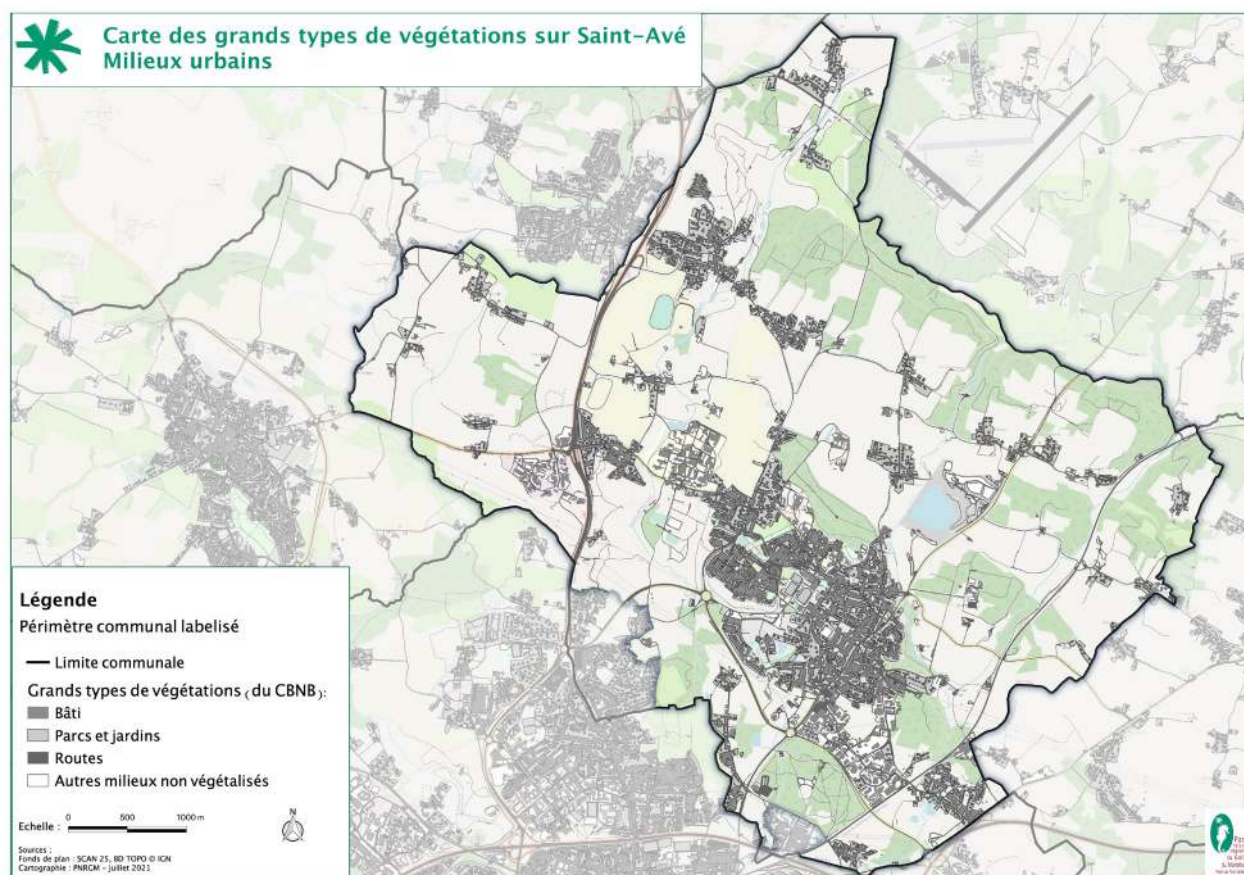 Carte des grands types de végétations sur Saint-Avé
Milieux urbains
Légende
Périmètre communal labelisé
Limite communale
Grands types de végétations ( du CBNB ):
Bâti
Parcs et jardins
Routes
Autres milieux non végétalisés
Echelle : 0 500 1000 m
N
Sources :
Fonds de plan : SCAN 25, BD TOPO © IGN
Cartographie : PNRGM - juillet 2021